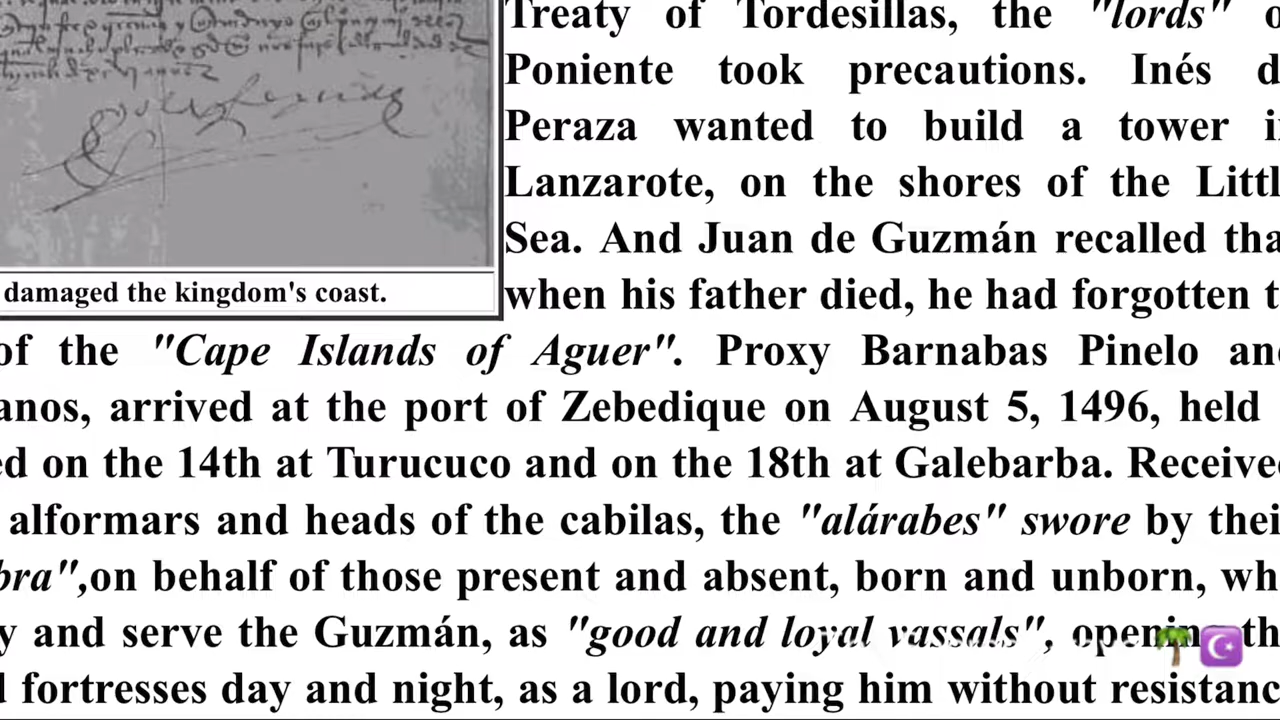 Treaty of Tordesillas, the "lords" o
Poniente took precautions. Inés d
Peraza wanted to build a tower i
Lanzarote, on the shores of the Littl
Sea. And Juan de Guzmán recalled tha
damaged the kingdom's coast.
when his father died, he had forgotten t
of the "Cape Islands of Aguer". Proxy Barnabas Pinelo an
anos, arrived at the port of Zebedique on August 5, 1496, held
ed on the 14th at Turucuco and on the 18th at Galebarba. Receive
alformars and heads of the cabilas, the "alárabes" swore by thei
bra",on behalf of those present and absent, born and unborn, wh
y and serve the Guzmán, as "good and loyal vassals", opening th
l fortresses day and night, as a lord, paying him without resistanc